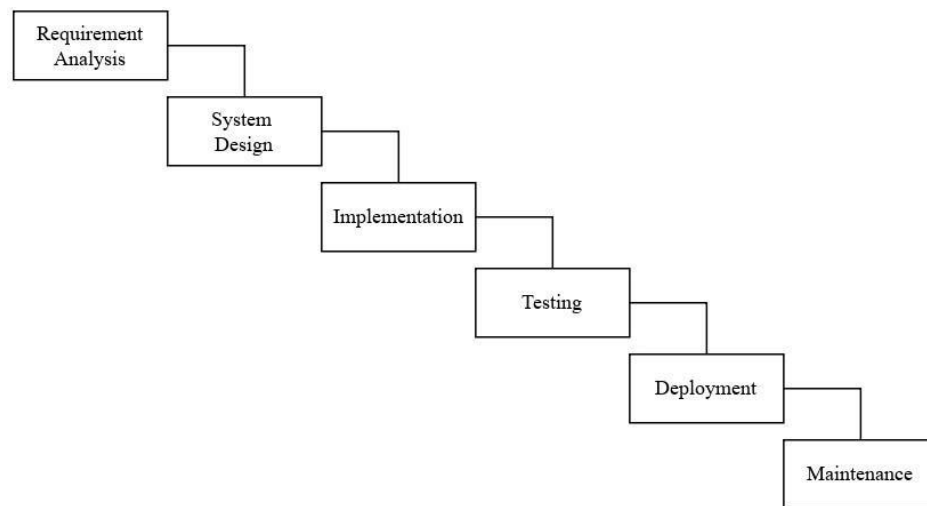 Requirement
Analysis
System
Design
Implementation
Testing
Deployment
Maintenance